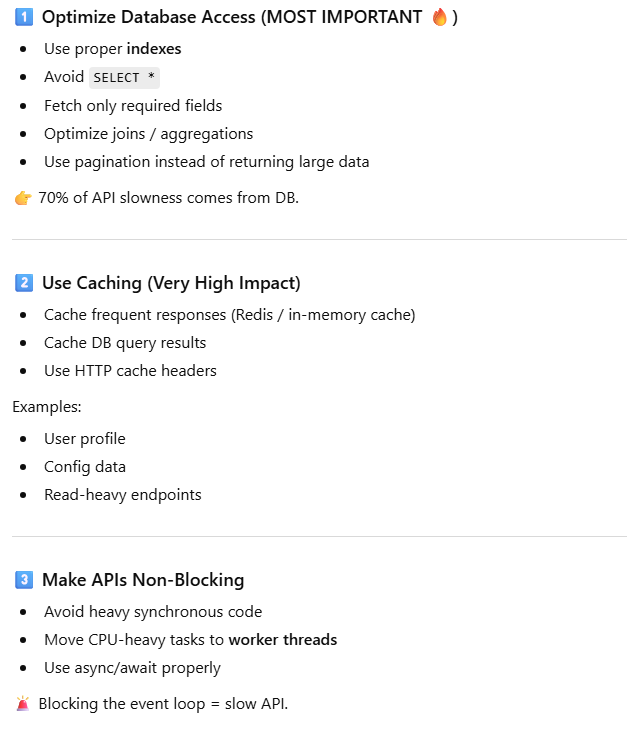 1️⃣ Optimize Database Access (MOST IMPORTANT 🔥)
• Use proper indexes
• Avoid SELECT *
• Fetch only required fields
• Optimize joins / aggregations
• Use pagination instead of returning large data
👉 70% of API slowness comes from DB.
2️⃣ Use Caching (Very High Impact)
• Cache frequent responses (Redis / in-memory cache)
• Cache DB query results
• Use HTTP cache headers
Examples:
• User profile
• Config data
• Read-heavy endpoints
3️⃣ Make APIs Non-Blocking
• Avoid heavy synchronous code
• Move CPU-heavy tasks to worker threads
• Use async/await properly
🚨 Blocking the event loop = slow API.